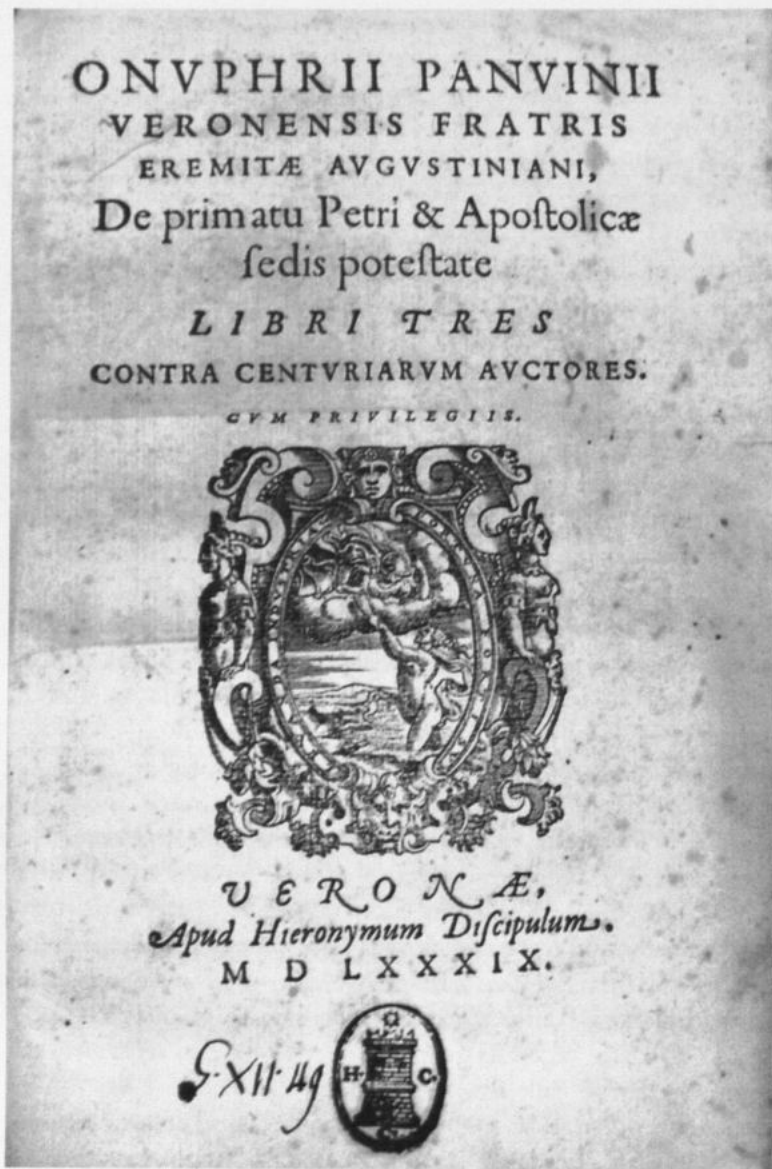 ONVPHRII PANVINII
VERONENSIS FRATRIS
EREMITÆ AVGVSTINIANI,
De primatu Petri & Apoſtolicæ
ſedis poteſtate
LIBRI TRES
CONTRA CENTVRIARVM AVCTORES.
CVM PRIVILEGIIS.
VERONÆ,
Apud Hieronymum Diſcipulum.
M D LXXXIX.
G. XII. 49
H. C.